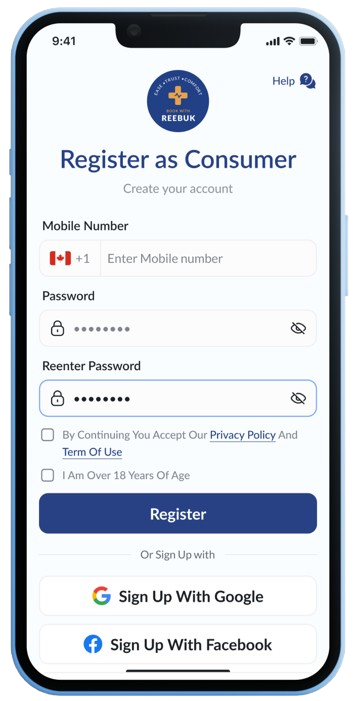 9:41
Help
EASE • TRUST • COMFORT
BOOK WITH
REEBUK
Register as Consumer
Create your account
Mobile Number
+1 Enter Mobile number
Password
Reenter Password
By Continuing You Accept Our Privacy Policy And
Term Of Use
I Am Over 18 Years Of Age
Register
Or Sign Up with
Sign Up With Google
Sign Up With Facebook